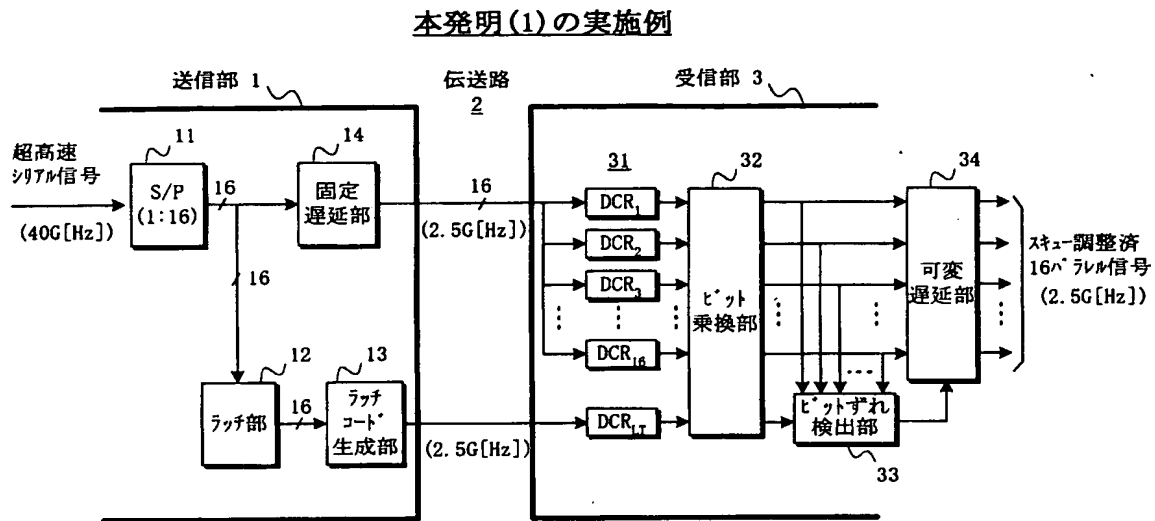 本発明(1)の実施例
送信部 1
伝送路
2
受信部 3
超高速
シリアル信号
(40G[Hz])
11
S/P
(1:16)
16
14
固定
遅延部
16
(2.5G[Hz])
16
12
ラッチ部
16
13
ラッチ
コード
生成部
(2.5G[Hz])
31
DCR1
DCR2
DCR3
DCR16
DCRLT
32
ビット
乗換部
34
可変
遅延部
ビットずれ
検出部
33
スキュー調整済
16パラレル信号
(2.5G[Hz])